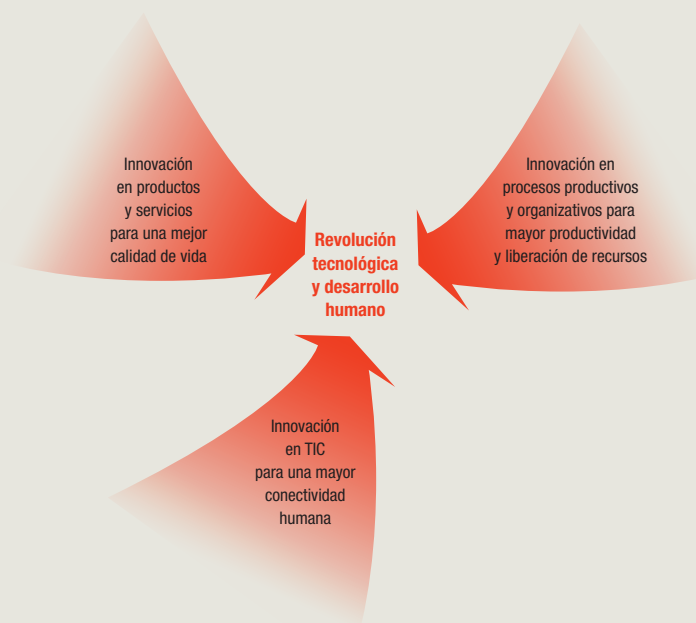 Innovación
en productos
y servicios
para una mejor
calidad de vida
Revolución
tecnológica
y desarrollo
humano
Innovación en
procesos productivos
y organizativos para
mayor productividad
y liberación de recursos
Innovación
en TIC
para una mayor
conectividad
humana